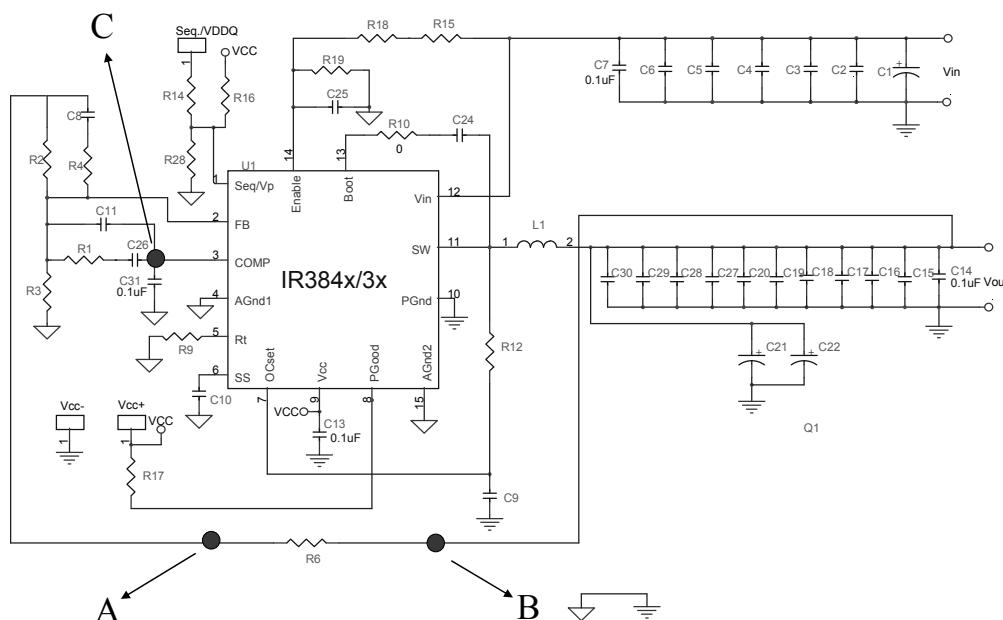 C
Seq./VDDQ
1
VCC
R18
R15
R19
C25
R14
R16
C8
R2
R4
R28
R10
0
C24
C7
0.1uF
C6
C5
C4
C3
C2
C1
+
Vin
U1
14
13
1
Seq/Vp
Enable
Boot
Vin
12
2
FB
C11
R1
C26
3
COMP
SW
11
1
L1
2
C31
0.1uF
R3
4
AGnd1
IR384x/3x
PGnd
10
C30
C29
C28
C27
C20
C19
C18
C17
C16
C15
C14
0.1uF
Vou
5
Rt
R9
R12
+
C21
+
C22
6
SS
C10
OCset
Vcc
PGood
AGnd2
7
9
8
15
VCC
C13
0.1uF
Vcc-
1
Vcc+
1
VCC
R17
C9
Q1
R6
A
B